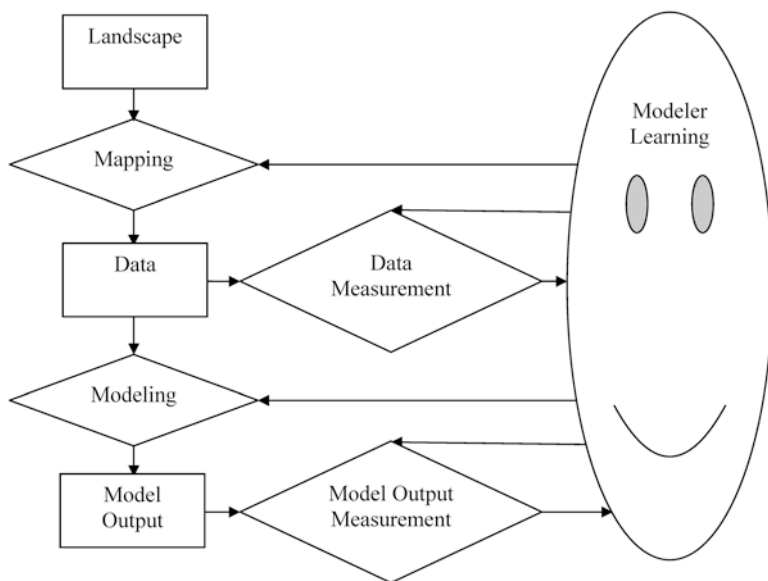 Landscape
Modeler
Learning
Mapping
Data
Data
Measurement
Modeling
Model
Output
Model Output
Measurement